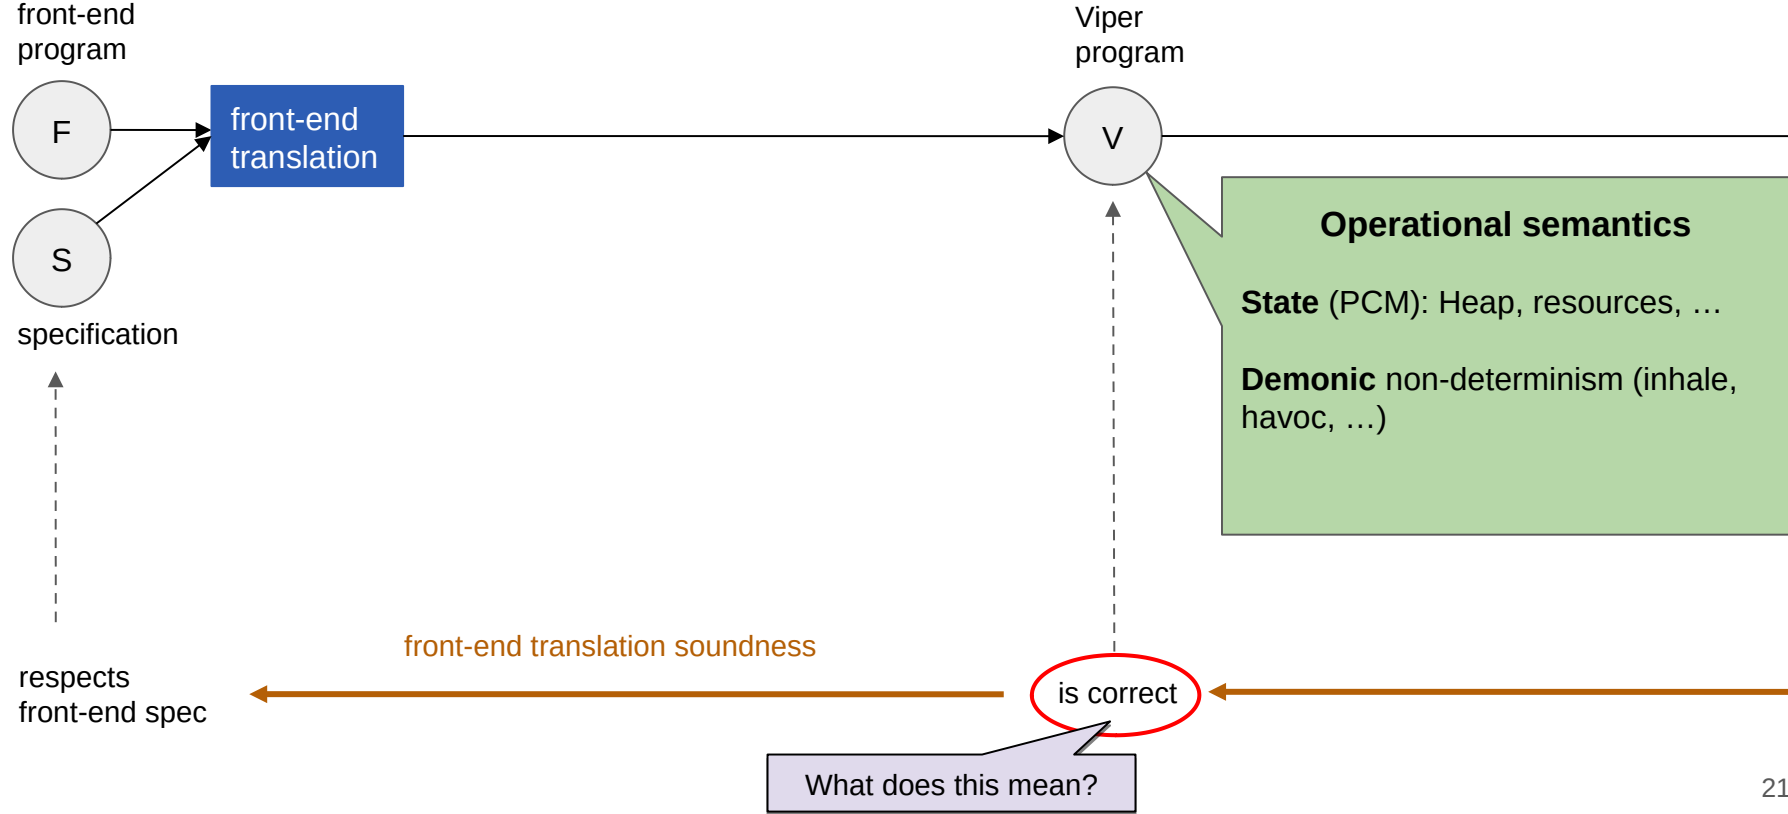 front-end
program
Viper
program
F
front-end
translation
V
S
specification
Operational semantics
State (PCM): Heap, resources, …
Demonic non-determinism (inhale,
havoc, …)
front-end translation soundness
respects
front-end spec
is correct
What does this mean?
21